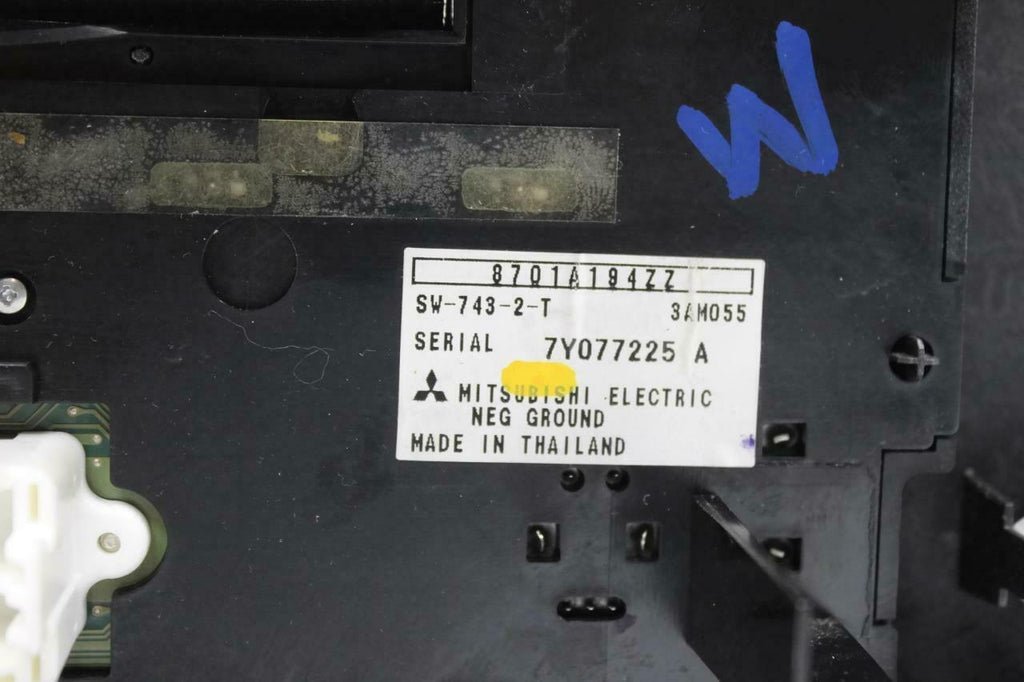 W
8701A194ZZ
SW-743-2-T 3AM055
SERIAL 7Y077225 A
MITSUBISHI ELECTRIC
NEG GROUND
MADE IN THAILAND